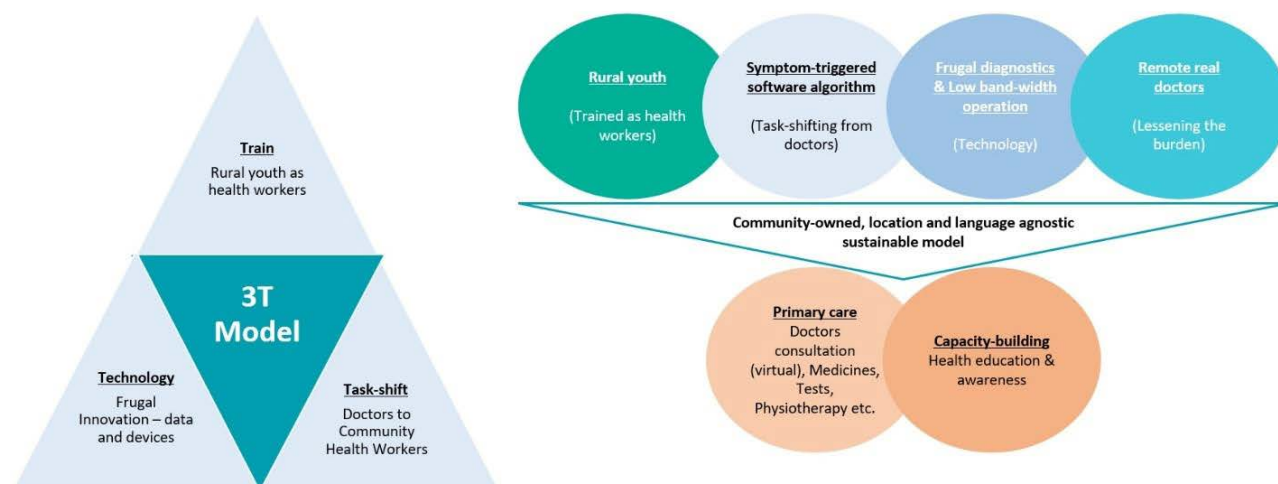 Train
Rural youth as
health workers
3T
Model
Technology
Frugal
Innovation – data
and devices
Task-shift
Doctors to
Community
Health Workers
Rural youth
(Trained as health
workers)
Symptom-triggered
software algorithm
(Task-shifting from
doctors)
Frugal diagnostics
& Low band-width
operation
(Technology)
Remote real
doctors
(Lessening the
burden)
Community-owned, location and language agnostic
sustainable model
Primary care
Doctors
consultation
(virtual), Medicines,
Tests,
Physiotherapy etc.
Capacity-building
Health education &
awareness